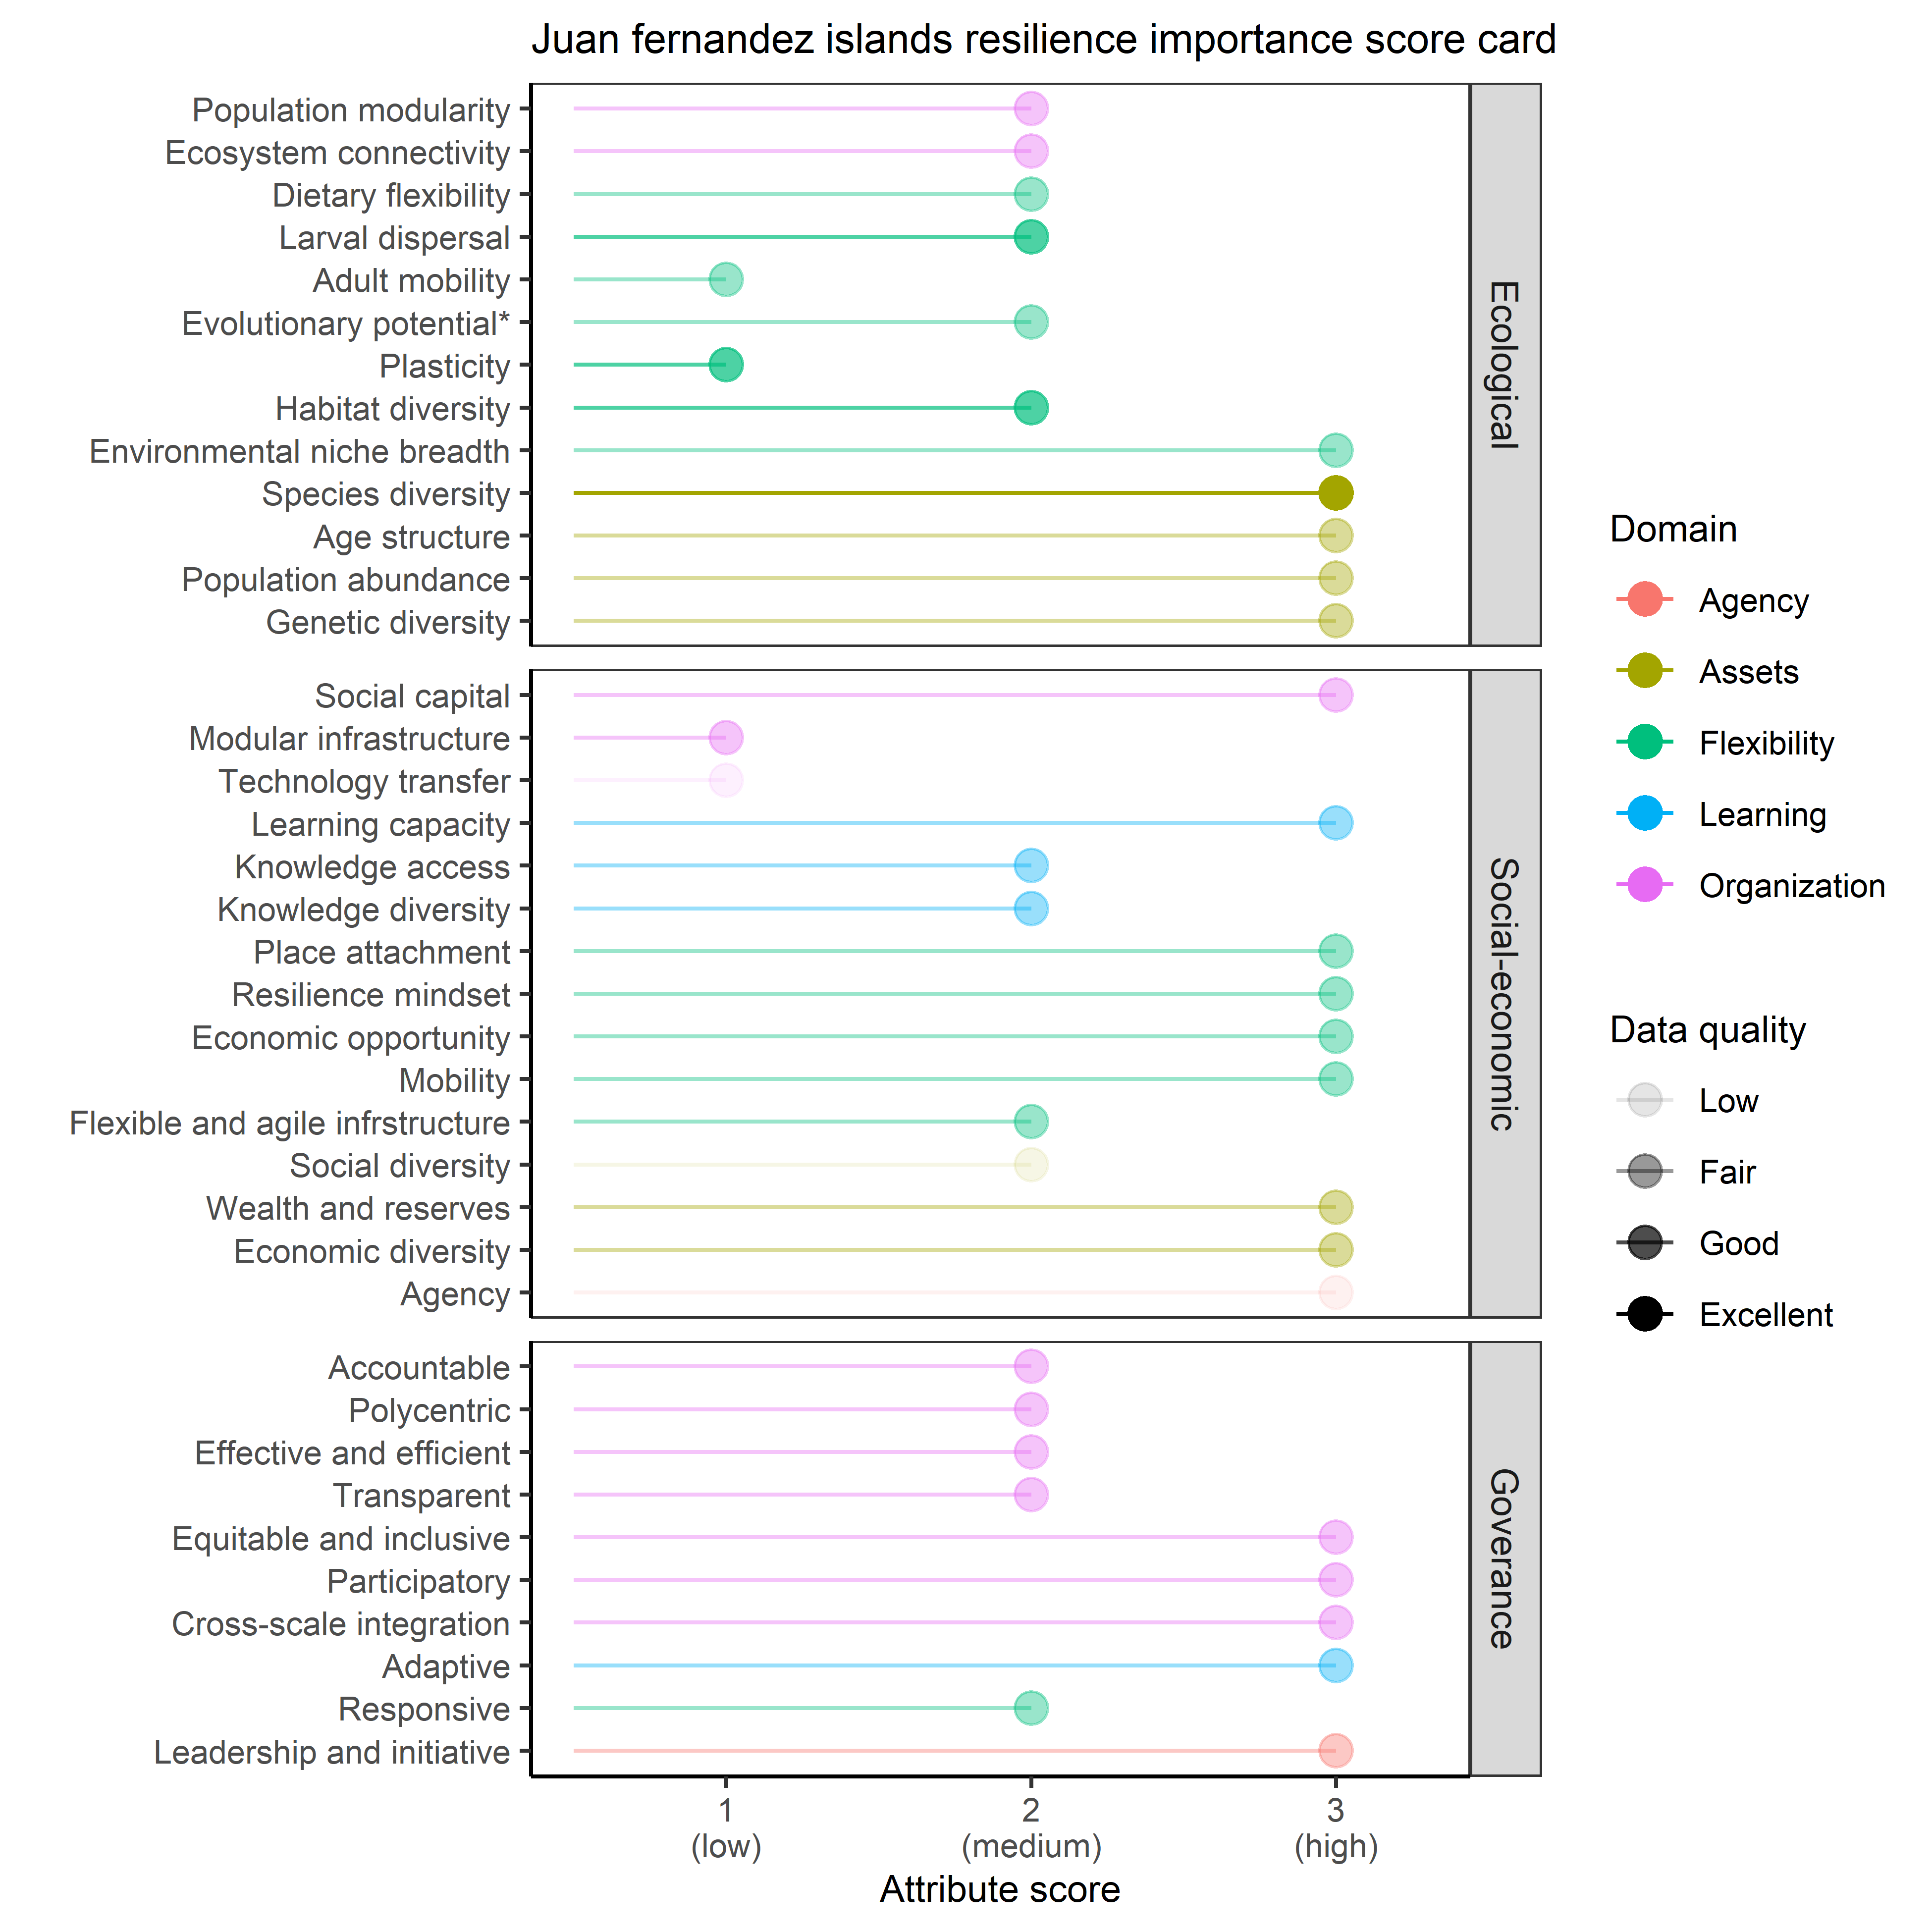 Juan fernandez islands resilience importance score card
Population modularity
Ecosystem connectivity
Dietary flexibility
Larval dispersal
Adult mobility
Evolutionary potential*
Plasticity
Habitat diversity
Environmental niche breadth
Species diversity
Age structure
Population abundance
Genetic diversity
Ecological
Social capital
Modular infrastructure
Technology transfer
Learning capacity
Knowledge access
Knowledge diversity
Place attachment
Resilience mindset
Economic opportunity
Mobility
Flexible and agile infrstructure
Social diversity
Wealth and reserves
Economic diversity
Agency
Social-economic
Accountable
Polycentric
Effective and efficient
Transparent
Equitable and inclusive
Participatory
Cross-scale integration
Adaptive
Responsive
Leadership and initiative
Goverance
1 2 3
(low) (medium) (high)
Attribute score
Domain
Agency
Assets
Flexibility
Learning
Organization
Data quality
Low
Fair
Good
Excellent